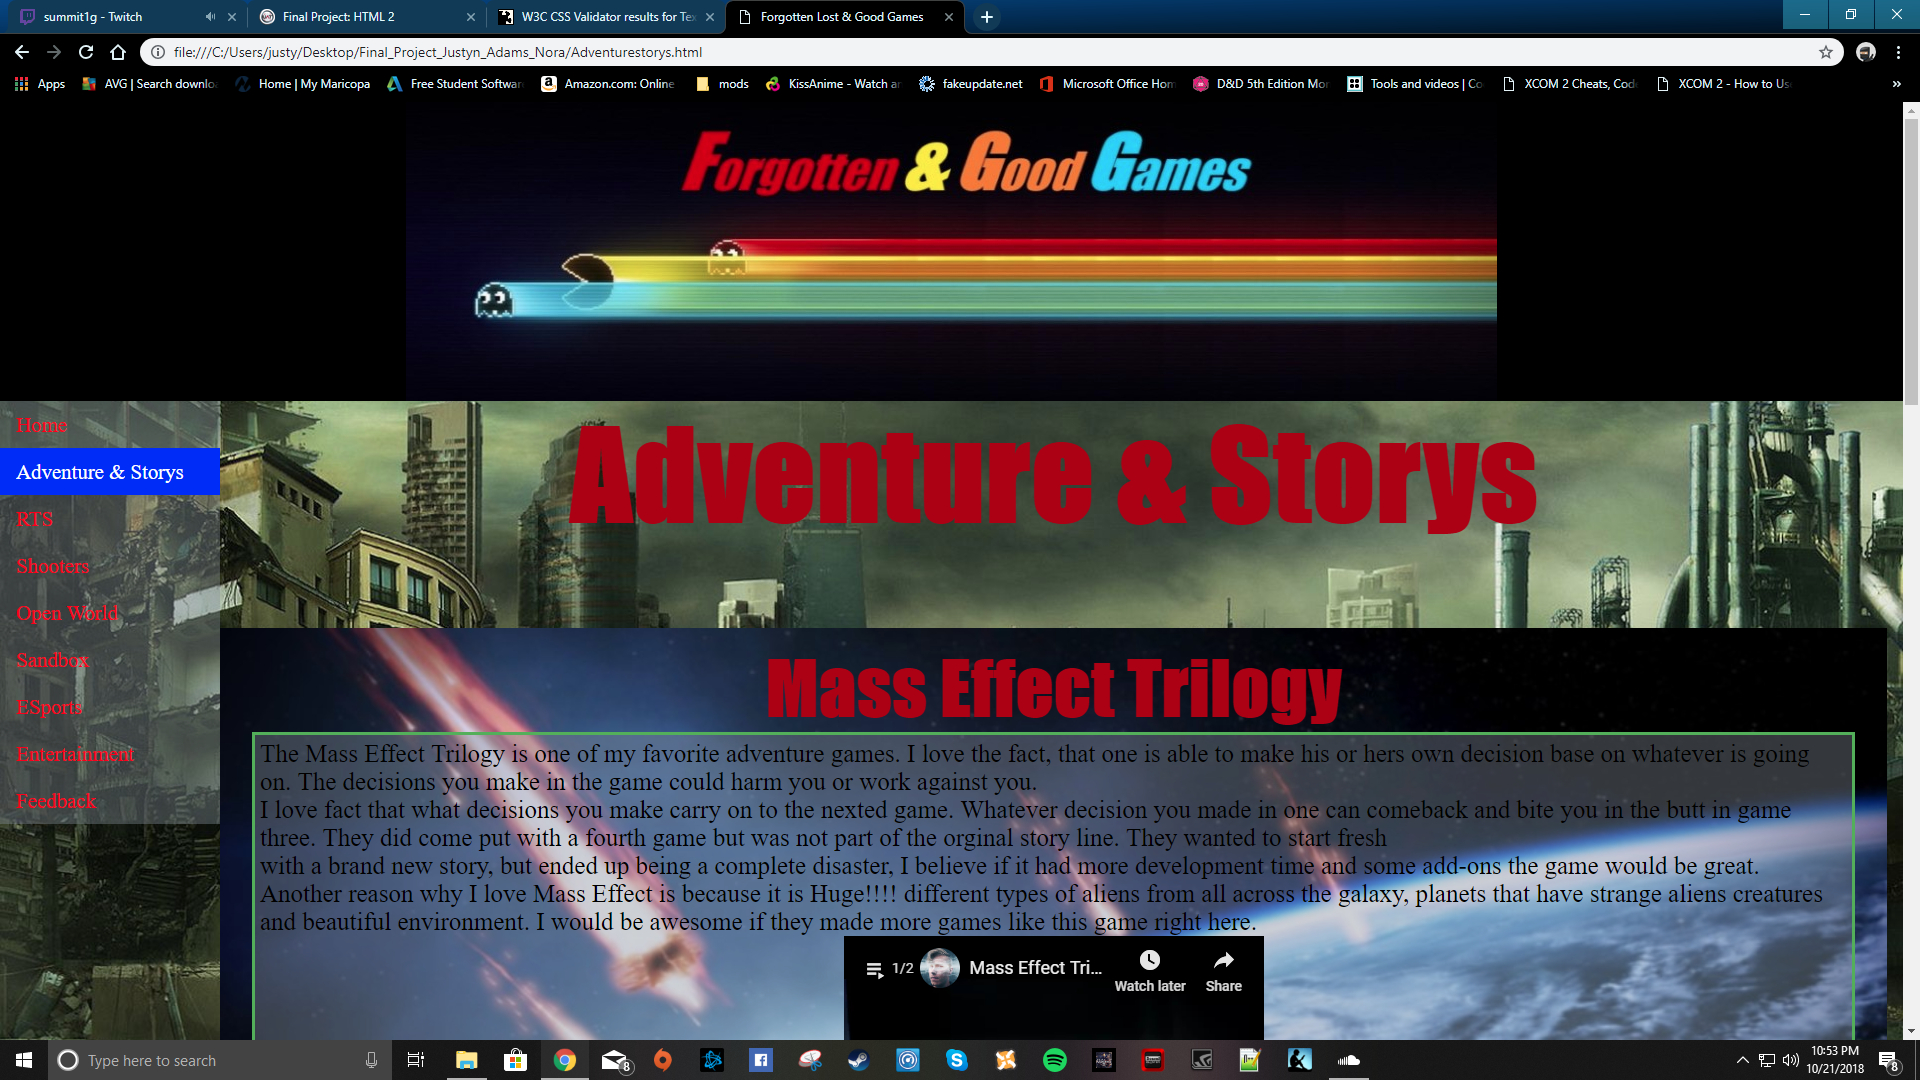 summit1g - Twitch
Final Project: HTML 2
W3C CSS Validator results for Tex
Forgotten Lost & Good Games
file:///C:/Users/justy/Desktop/Final_Project_Justyn_Adams_Nora/Adventurestorys.html
Apps
AVG | Search downloa
Home | My Maricopa
Free Student Software
Amazon.com: Online
mods
KissAnime - Watch an
fakeupdate.net
Microsoft Office Hom
D&D 5th Edition Mon
Tools and videos | Co
XCOM 2 Cheats, Code
XCOM 2 - How to Us
»
Forgotten & Good Games
Home
Adventure & Storys
RTS
Shooters
Open World
Sandbox
ESports
Entertainment
Feedback
Adventure & Storys
Mass Effect Trilogy
The Mass Effect Trilogy is one of my favorite adventure games. I love the fact, that one is able to make his or hers own decision base on whatever is going
on. The decisions you make in the game could harm you or work against you.
I love fact that what decisions you make carry on to the nexted game. Whatever decision you made in one can comeback and bite you in the butt in game
three. They did come put with a fourth game but was not part of the orginal story line. They wanted to start fresh
with a brand new story, but ended up being a complete disaster, I believe if it had more development time and some add-ons the game would be great.
Another reason why I love Mass Effect is because it is Huge!!!! different types of aliens from all across the galaxy, planets that have strange aliens creatures
and beautiful environment. I would be awesome if they made more games like this game right here.
1/2
Mass Effect Tri...
Watch later
Share
Type here to search
8
10:53 PM
10/21/2018
8